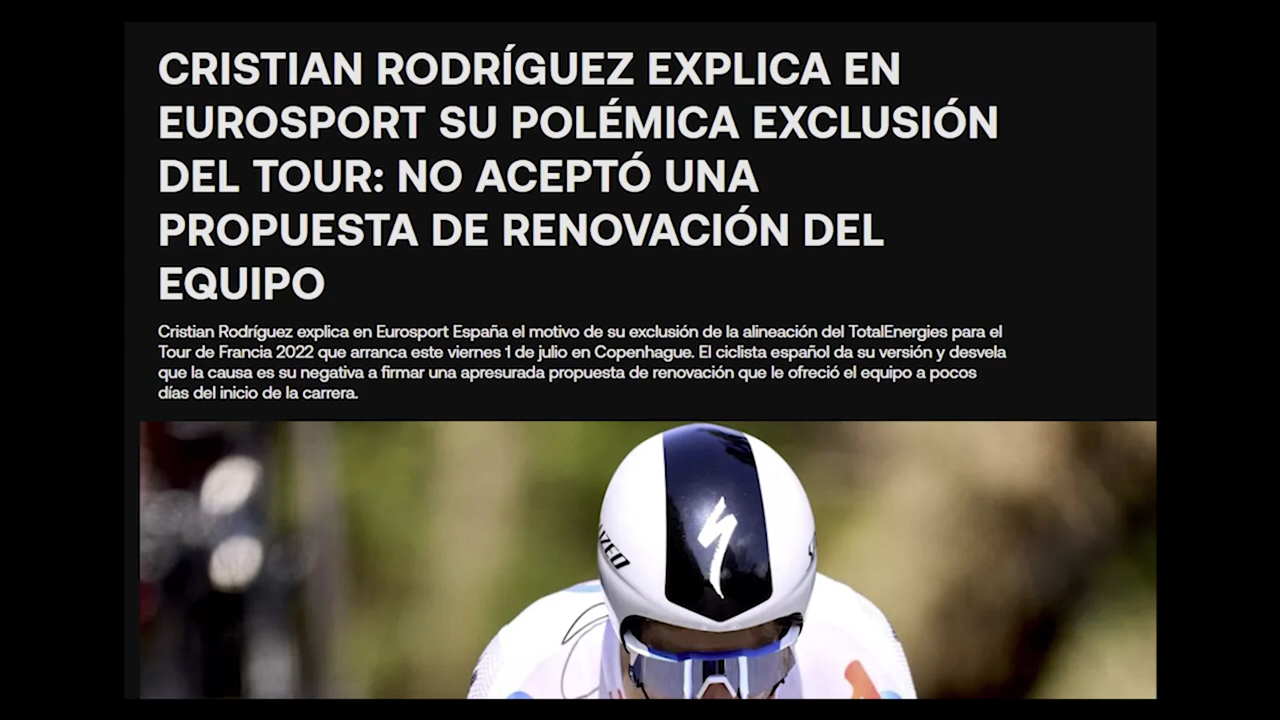 CRISTIAN RODRÍGUEZ EXPLICA EN
EUROSPORT SU POLÉMICA EXCLUSIÓN
DEL TOUR: NO ACEPTÓ UNA
PROPUESTA DE RENOVACIÓN DEL
EQUIPO
Cristian Rodríguez explica en Eurosport España el motivo de su exclusión de la alineación del TotalEnergies para el
Tour de Francia 2022 que arranca este viernes 1 de julio en Copenhague. El ciclista español da su versión y desvela
que la causa es su negativa a firmar una apresurada propuesta de renovación que le ofreció el equipo a pocos
días del inicio de la carrera.